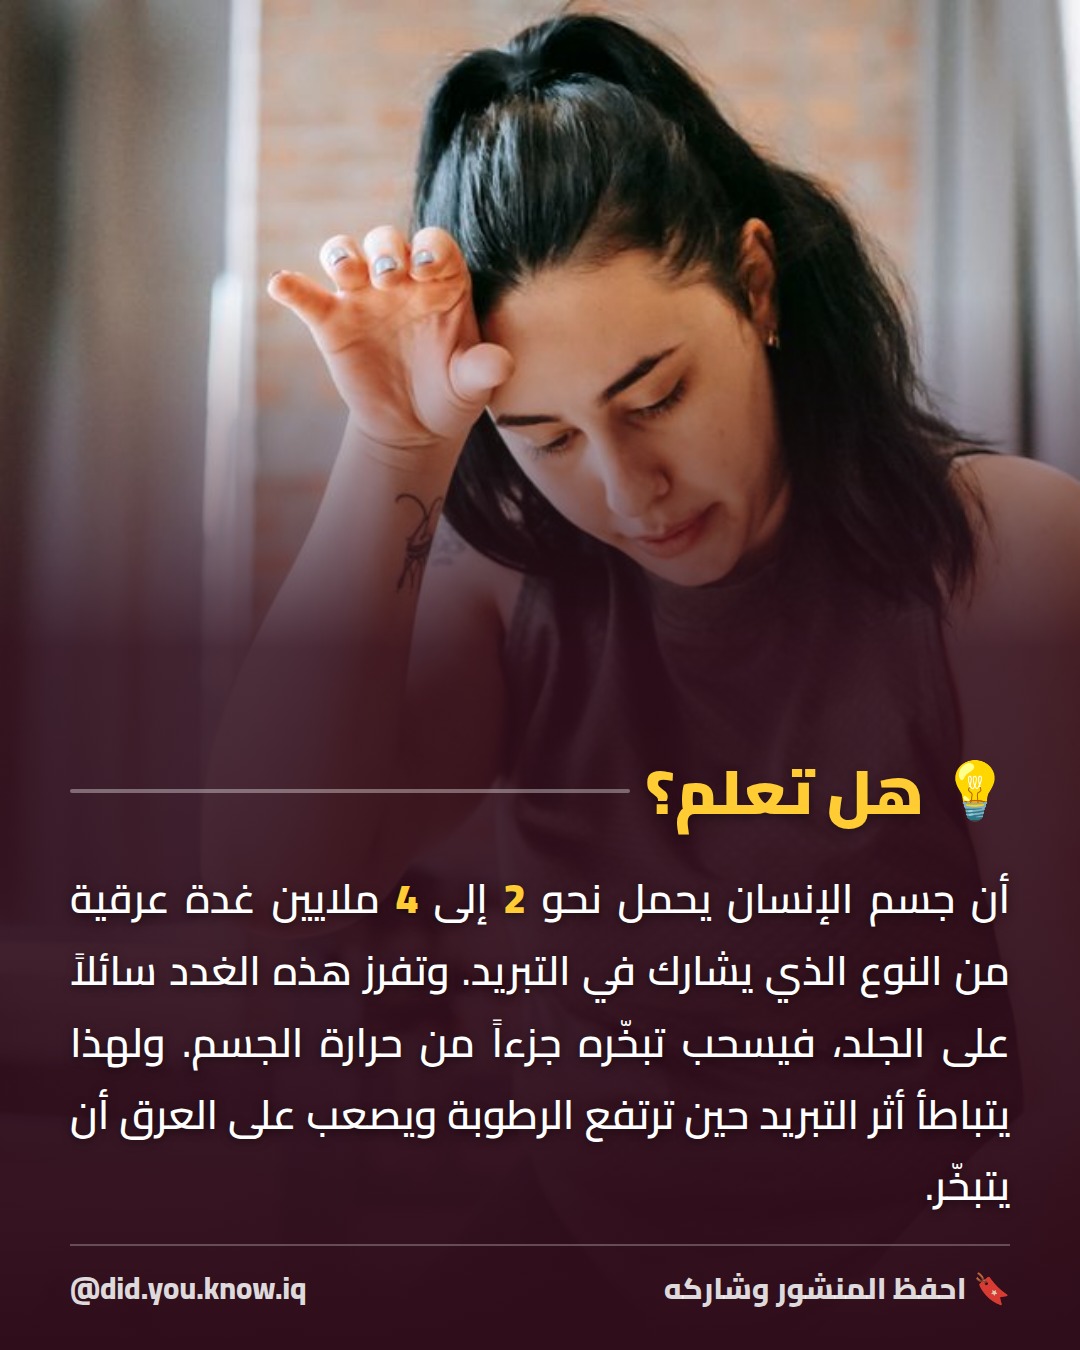 💡 هل تعلم؟
أن جسم الإنسان يحمل نحو 2 إلى 4 ملايين غدة عرقية
من النوع الذي يشارك في التبريد. وتفرز هذه الغدد سائلاً
على الجلد، فيسحب تبخّره جزءاً من حرارة الجسم. ولهذا
يتباطأ أثر التبريد حين ترتفع الرطوبة ويصعب على العرق أن
يتبخّر.
🔖 احفظ المنشور وشاركه
@did.you.know.iq